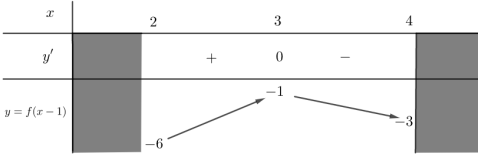 x 2 3 4
y′ + 0 −
−1
y = f(x − 1) −3
−6